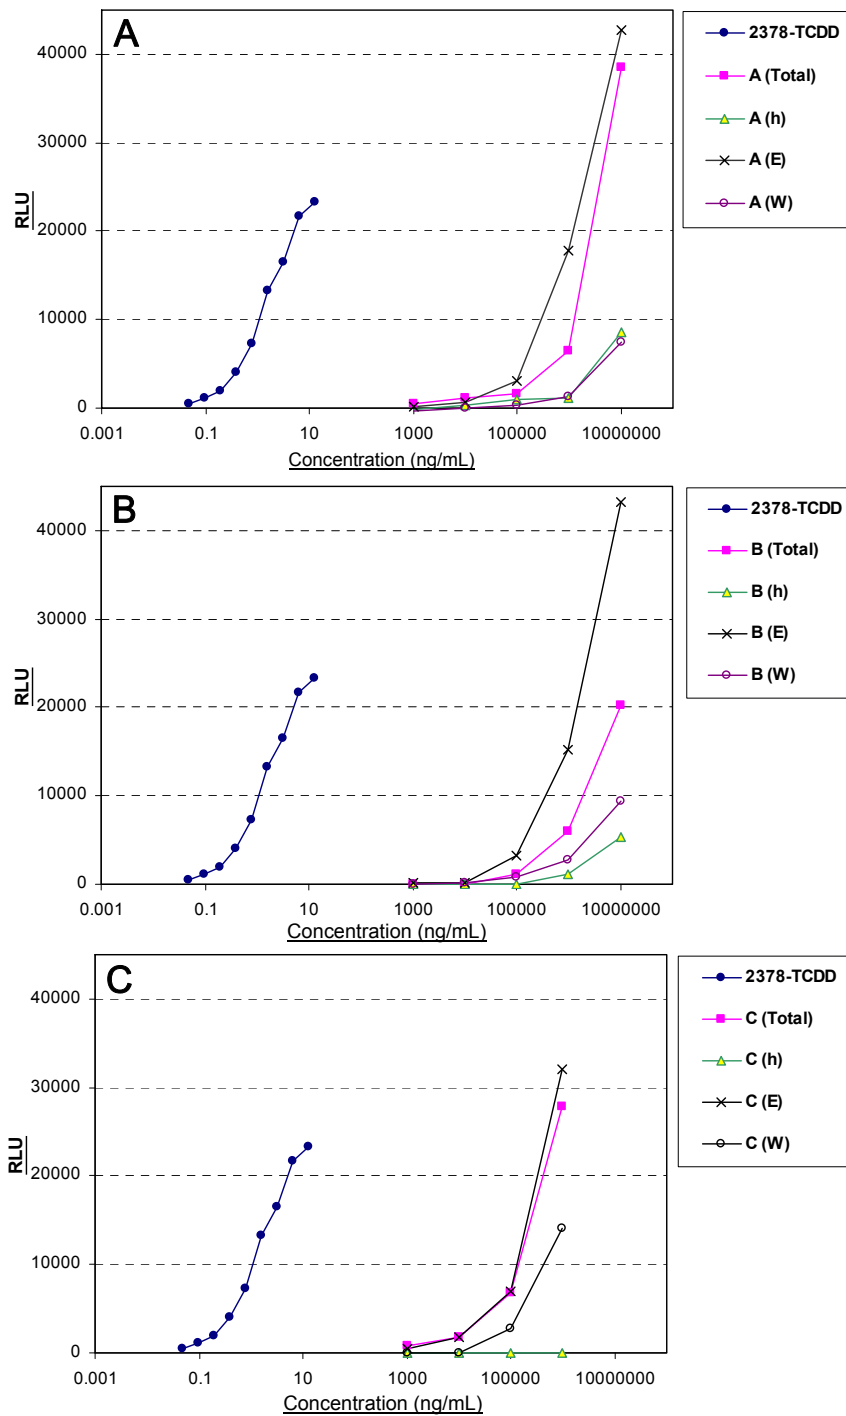 A
40000
30000
20000
10000
0
RLU
0.001
0.1
10
1000
100000
10000000
Concentration (ng/mL)
2378-TCDD
A (Total)
A (h)
A (E)
A (W)
B
40000
30000
20000
10000
0
RLU
0.001
0.1
10
1000
100000
10000000
Concentration (ng/mL)
2378-TCDD
B (Total)
B (h)
B (E)
B (W)
C
40000
30000
20000
10000
0
RLU
0.001
0.1
10
1000
100000
10000000
Concentration (ng/mL)
2378-TCDD
C (Total)
C (h)
C (E)
C (W)